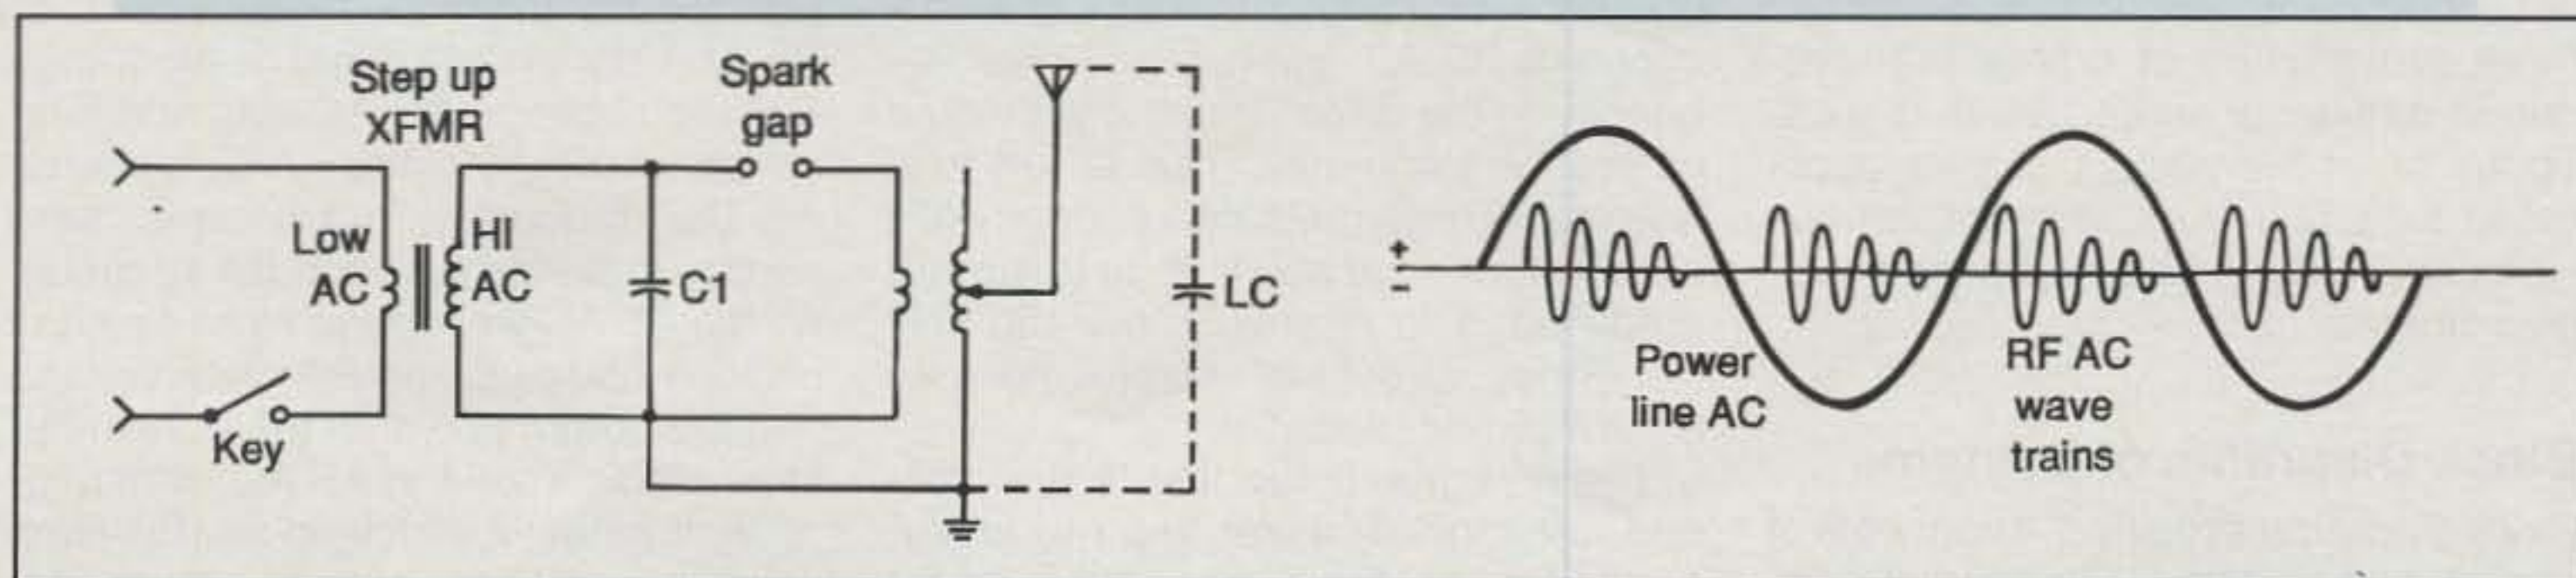 Step up
XFMR
Spark
gap
Low
AC
HI
AC
C1
LC
Key
+
-
Power
line AC
RF AC
wave
trains